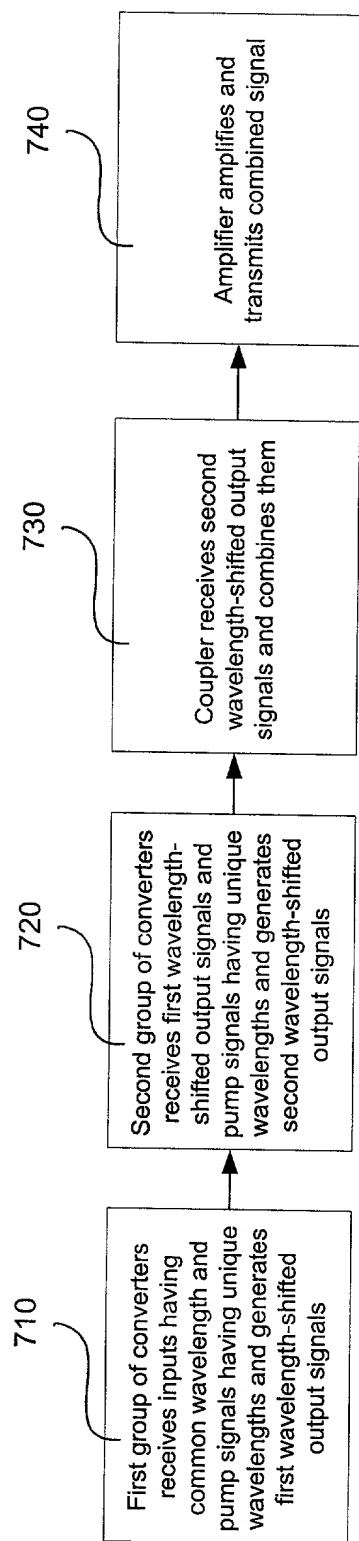 710
First group of converters
receives inputs having
common wavelength and
pump signals having unique
wavelengths and generates
first wavelength-shifted
output signals
720
Second group of converters
receives first wavelength-
shifted output signals and
pump signals having unique
wavelengths and generates
second wavelength-shifted
output signals
730
Coupler receives second
wavelength-shifted output
signals and combines them
740
Amplifier amplifies and
transmits combined signal